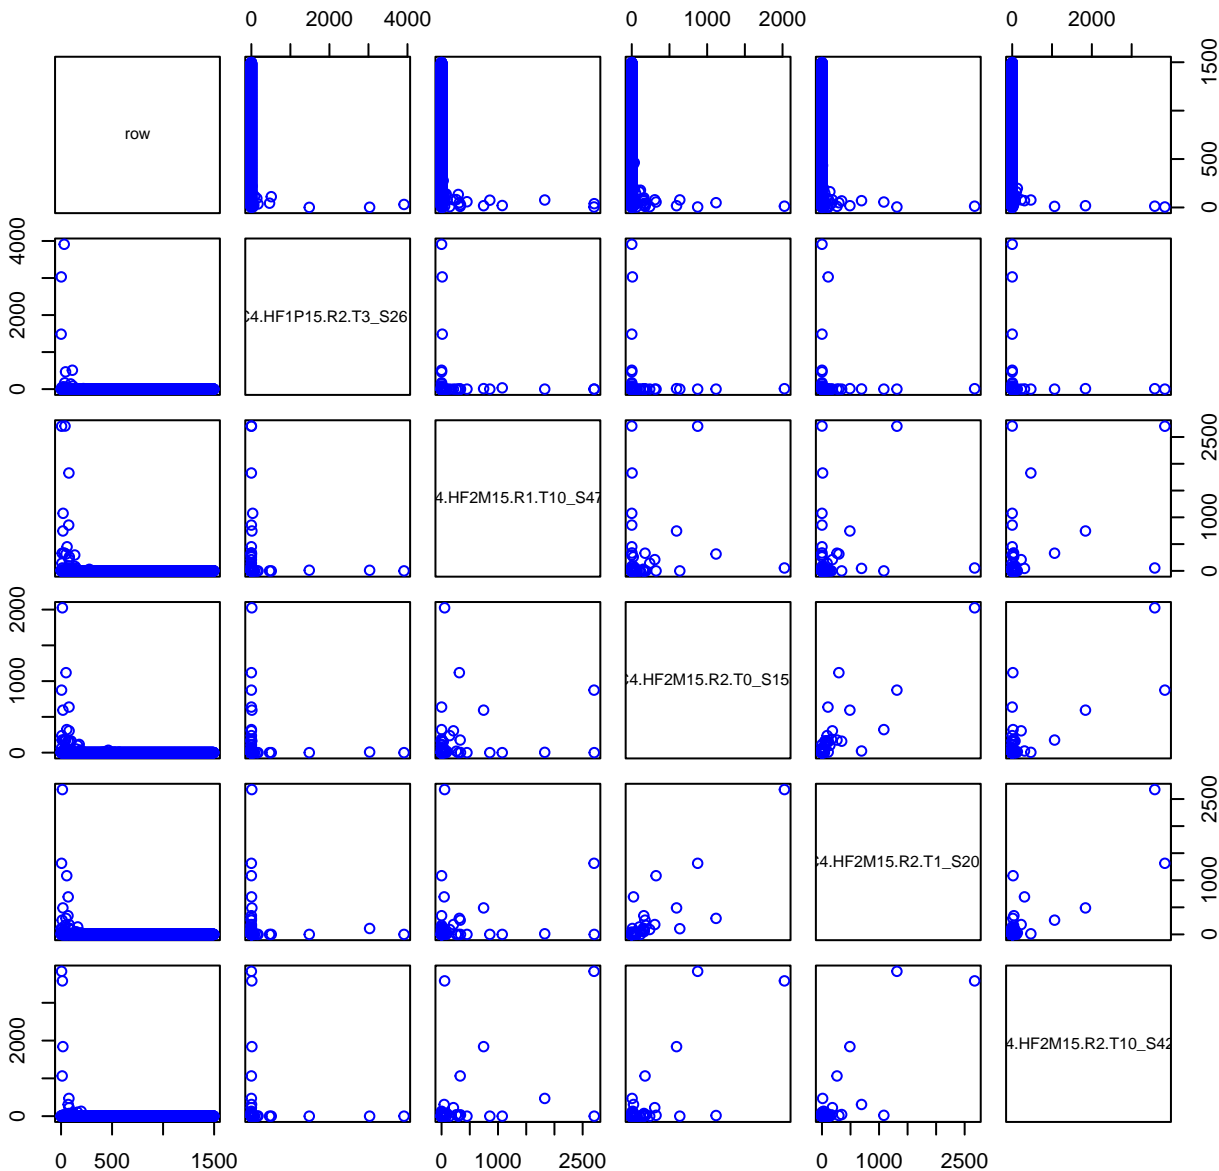 0 2000 4000 0 1000 2000 0 2000
row
500 1500
0 2000 4000
C4.HF1P15.R2.T3_S26
4.HF2M15.R1.T10_S47
0 1000 2500
0 1000 2000
C4.HF2M15.R2.T0_S15
C4.HF2M15.R2.T1_S20
0 1000 2500
0 2000
4.HF2M15.R2.T10_S42
0 500 1500 0 1000 2500 0 1000 2500